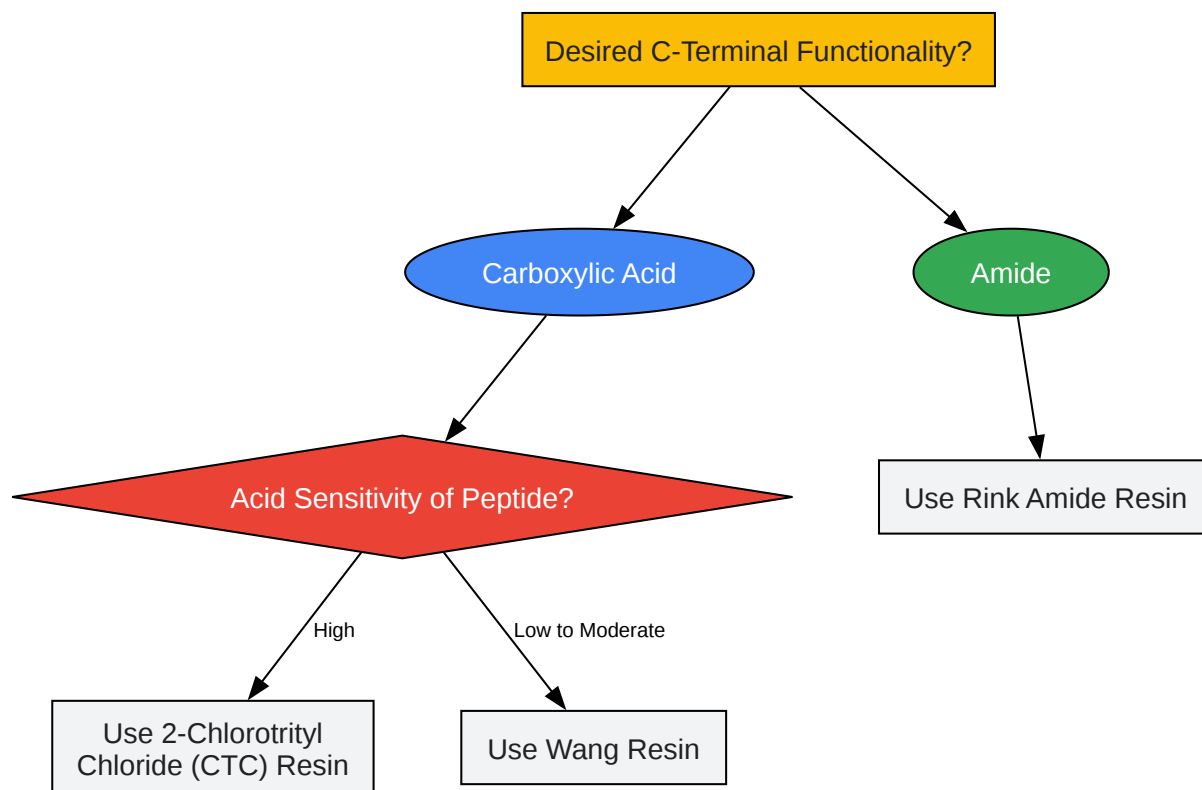 Desired C-Terminal Functionality?
Carboxylic Acid
Amide
Acid Sensitivity of Peptide?
Use Rink Amide Resin
High
Low to Moderate
Use 2-Chlorotrityl
Chloride (CTC) Resin
Use Wang Resin